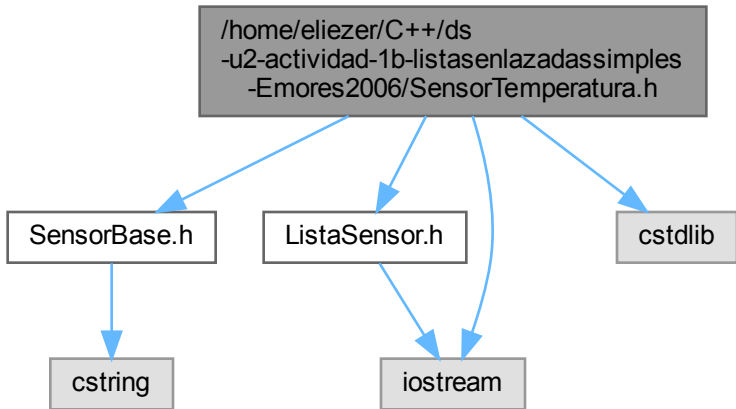 /home/eliezer/C++/ds
-u2-actividad-1b-listasenlazadassimples
-Emores2006/SensorTemperatura.h
SensorBase.h
ListaSensor.h
cstdlib
cstring
iostream